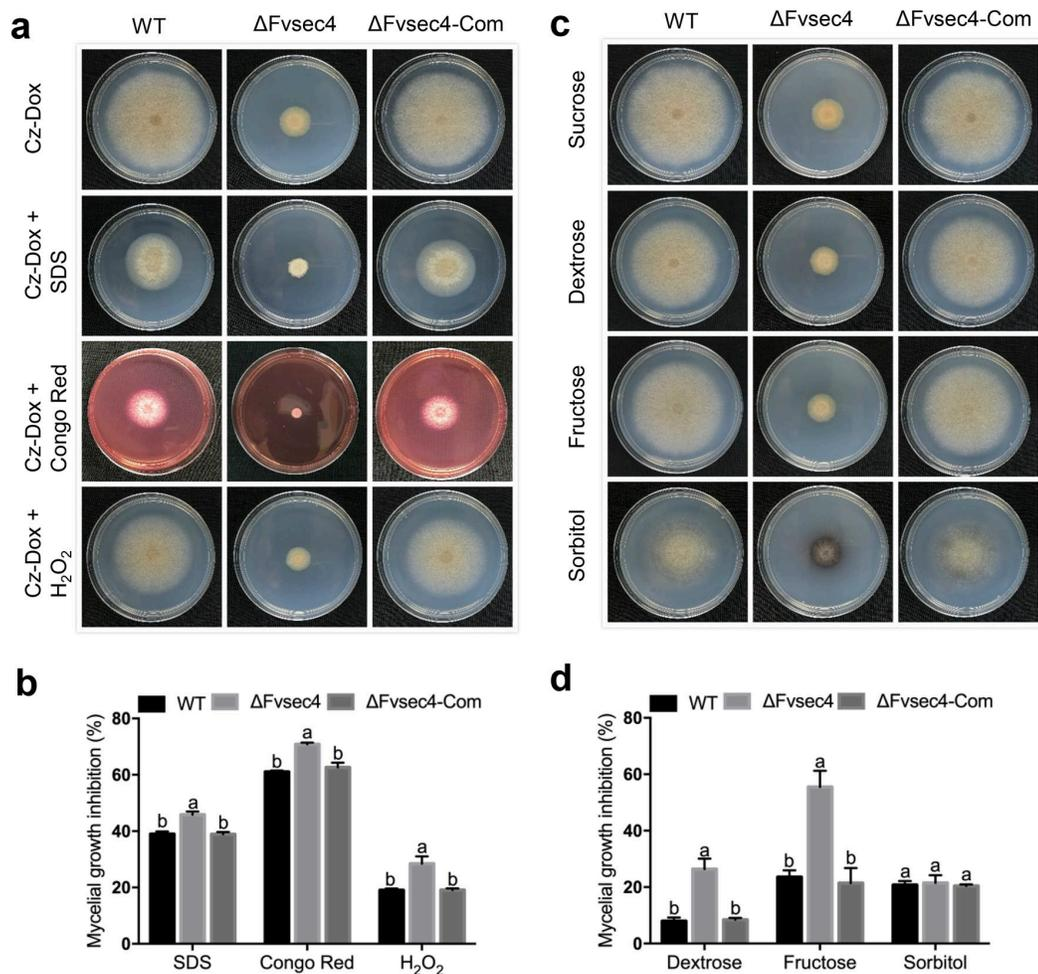 a
WT ΔFvsec4 ΔFvsec4-Com
Cz-Dox
Cz-Dox +
SDS
Cz-Dox +
Congo Red
Cz-Dox +
H₂O₂
b
WT ΔFvsec4 ΔFvsec4-Com
Mycelial growth inhibition (%)
80
60
40
20
0
b a b
b a b
b a b
SDS Congo Red H₂O₂
c
WT ΔFvsec4 ΔFvsec4-Com
Sucrose
Dextrose
Fructose
Sorbitol
d
WT ΔFvsec4 ΔFvsec4-Com
Mycelial growth inhibition (%)
80
60
40
20
0
b a b
b a b
a a a
Dextrose Fructose Sorbitol